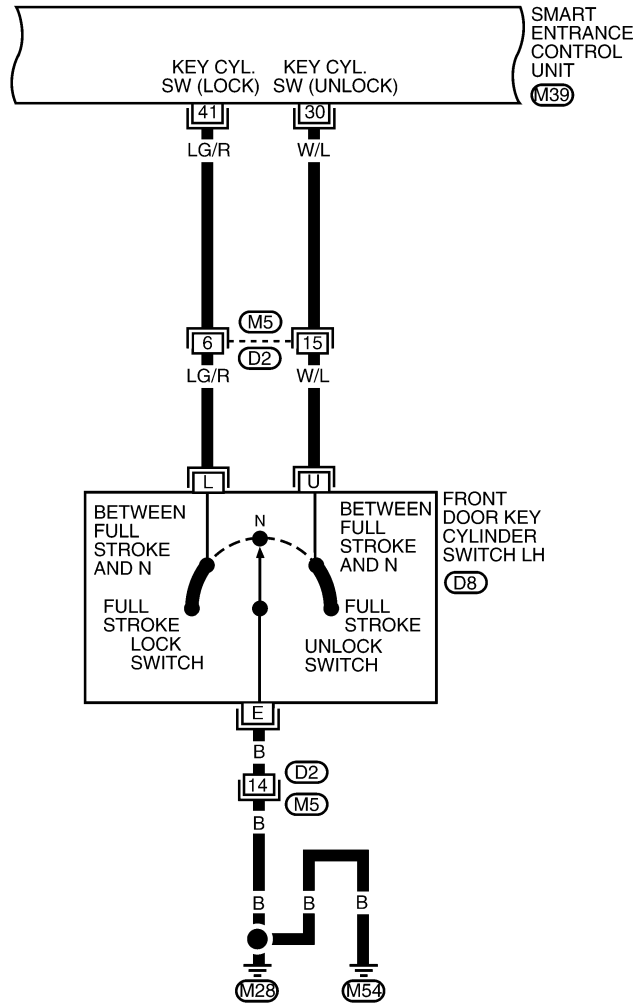 SMART
ENTRANCE
CONTROL
UNIT
M39
KEY CYL.
SW (LOCK)
KEY CYL.
SW (UNLOCK)
41
30
LG/R
W/L
M5
6
15
D2
LG/R
W/L
L
U
FRONT
DOOR KEY
CYLINDER
SWITCH LH
D8
BETWEEN
FULL
STROKE
AND N
N
BETWEEN
FULL
STROKE
AND N
FULL
STROKE
LOCK
SWITCH
FULL
STROKE
UNLOCK
SWITCH
E
B
D2
14
M5
B
B
B
B
M28
M54